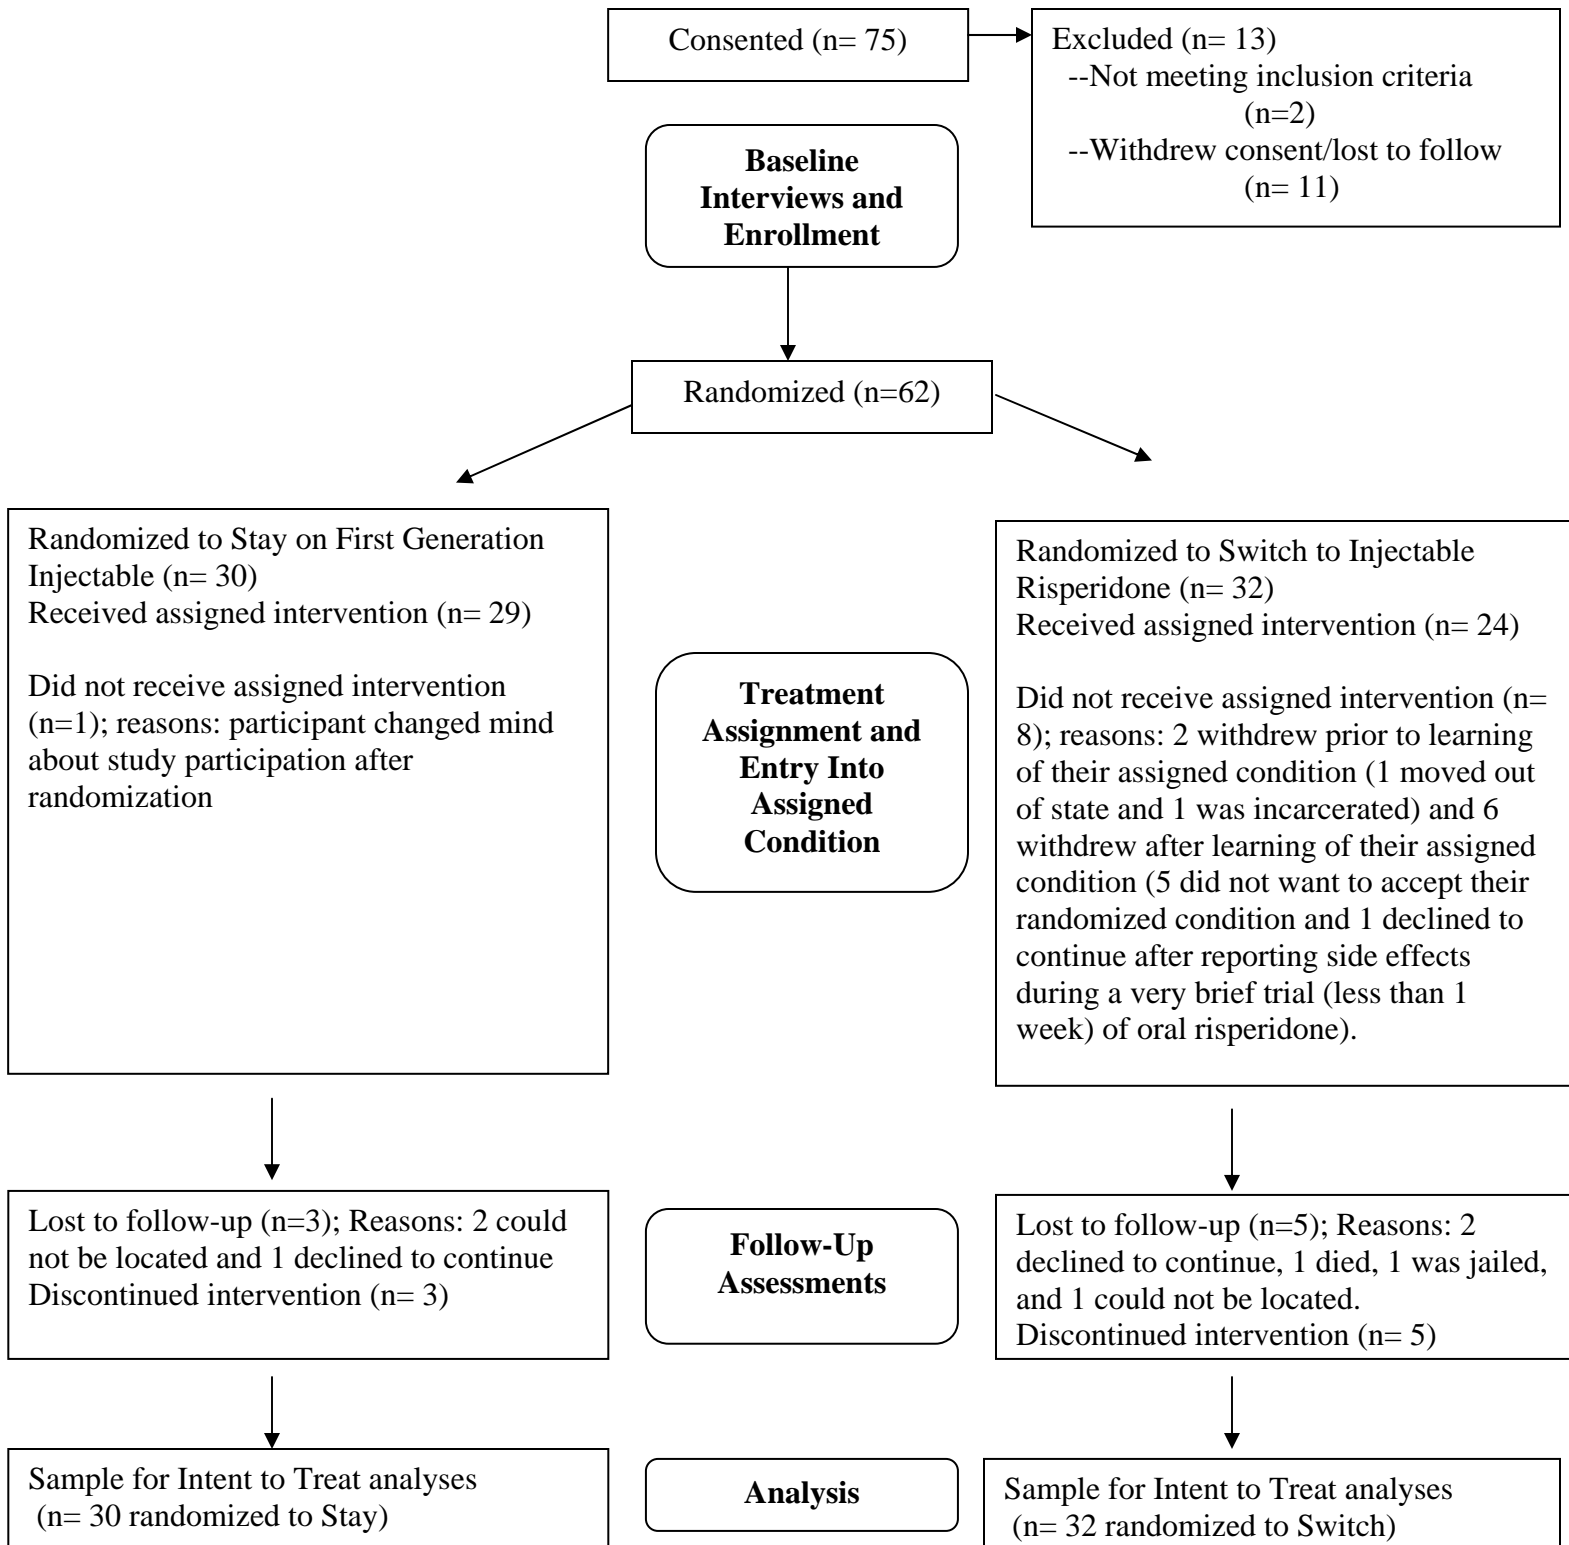 Consented (n= 75)
Excluded (n= 13)
--Not meeting inclusion criteria
(n=2)
--Withdrew consent/lost to follow
(n= 11)
Baseline
Interviews and
Enrollment
Randomized (n=62)
Randomized to Stay on First Generation
Injectable (n= 30)
Received assigned intervention (n= 29)
Did not receive assigned intervention
(n=1); reasons: participant changed mind
about study participation after
randomization
Treatment
Assignment and
Entry Into
Assigned
Condition
Randomized to Switch to Injectable
Risperidone (n= 32)
Received assigned intervention (n= 24)
Did not receive assigned intervention (n=
8); reasons: 2 withdrew prior to learning
of their assigned condition (1 moved out
of state and 1 was incarcerated) and 6
withdrew after learning of their assigned
condition (5 did not want to accept their
randomized condition and 1 declined to
continue after reporting side effects
during a very brief trial (less than 1
week) of oral risperidone).
Lost to follow-up (n=3); Reasons: 2 could
not be located and 1 declined to continue
Discontinued intervention (n= 3)
Follow-Up
Assessments
Lost to follow-up (n=5); Reasons: 2
declined to continue, 1 died, 1 was jailed,
and 1 could not be located.
Discontinued intervention (n= 5)
Sample for Intent to Treat analyses
(n= 30 randomized to Stay)
Analysis
Sample for Intent to Treat analyses
(n= 32 randomized to Switch)